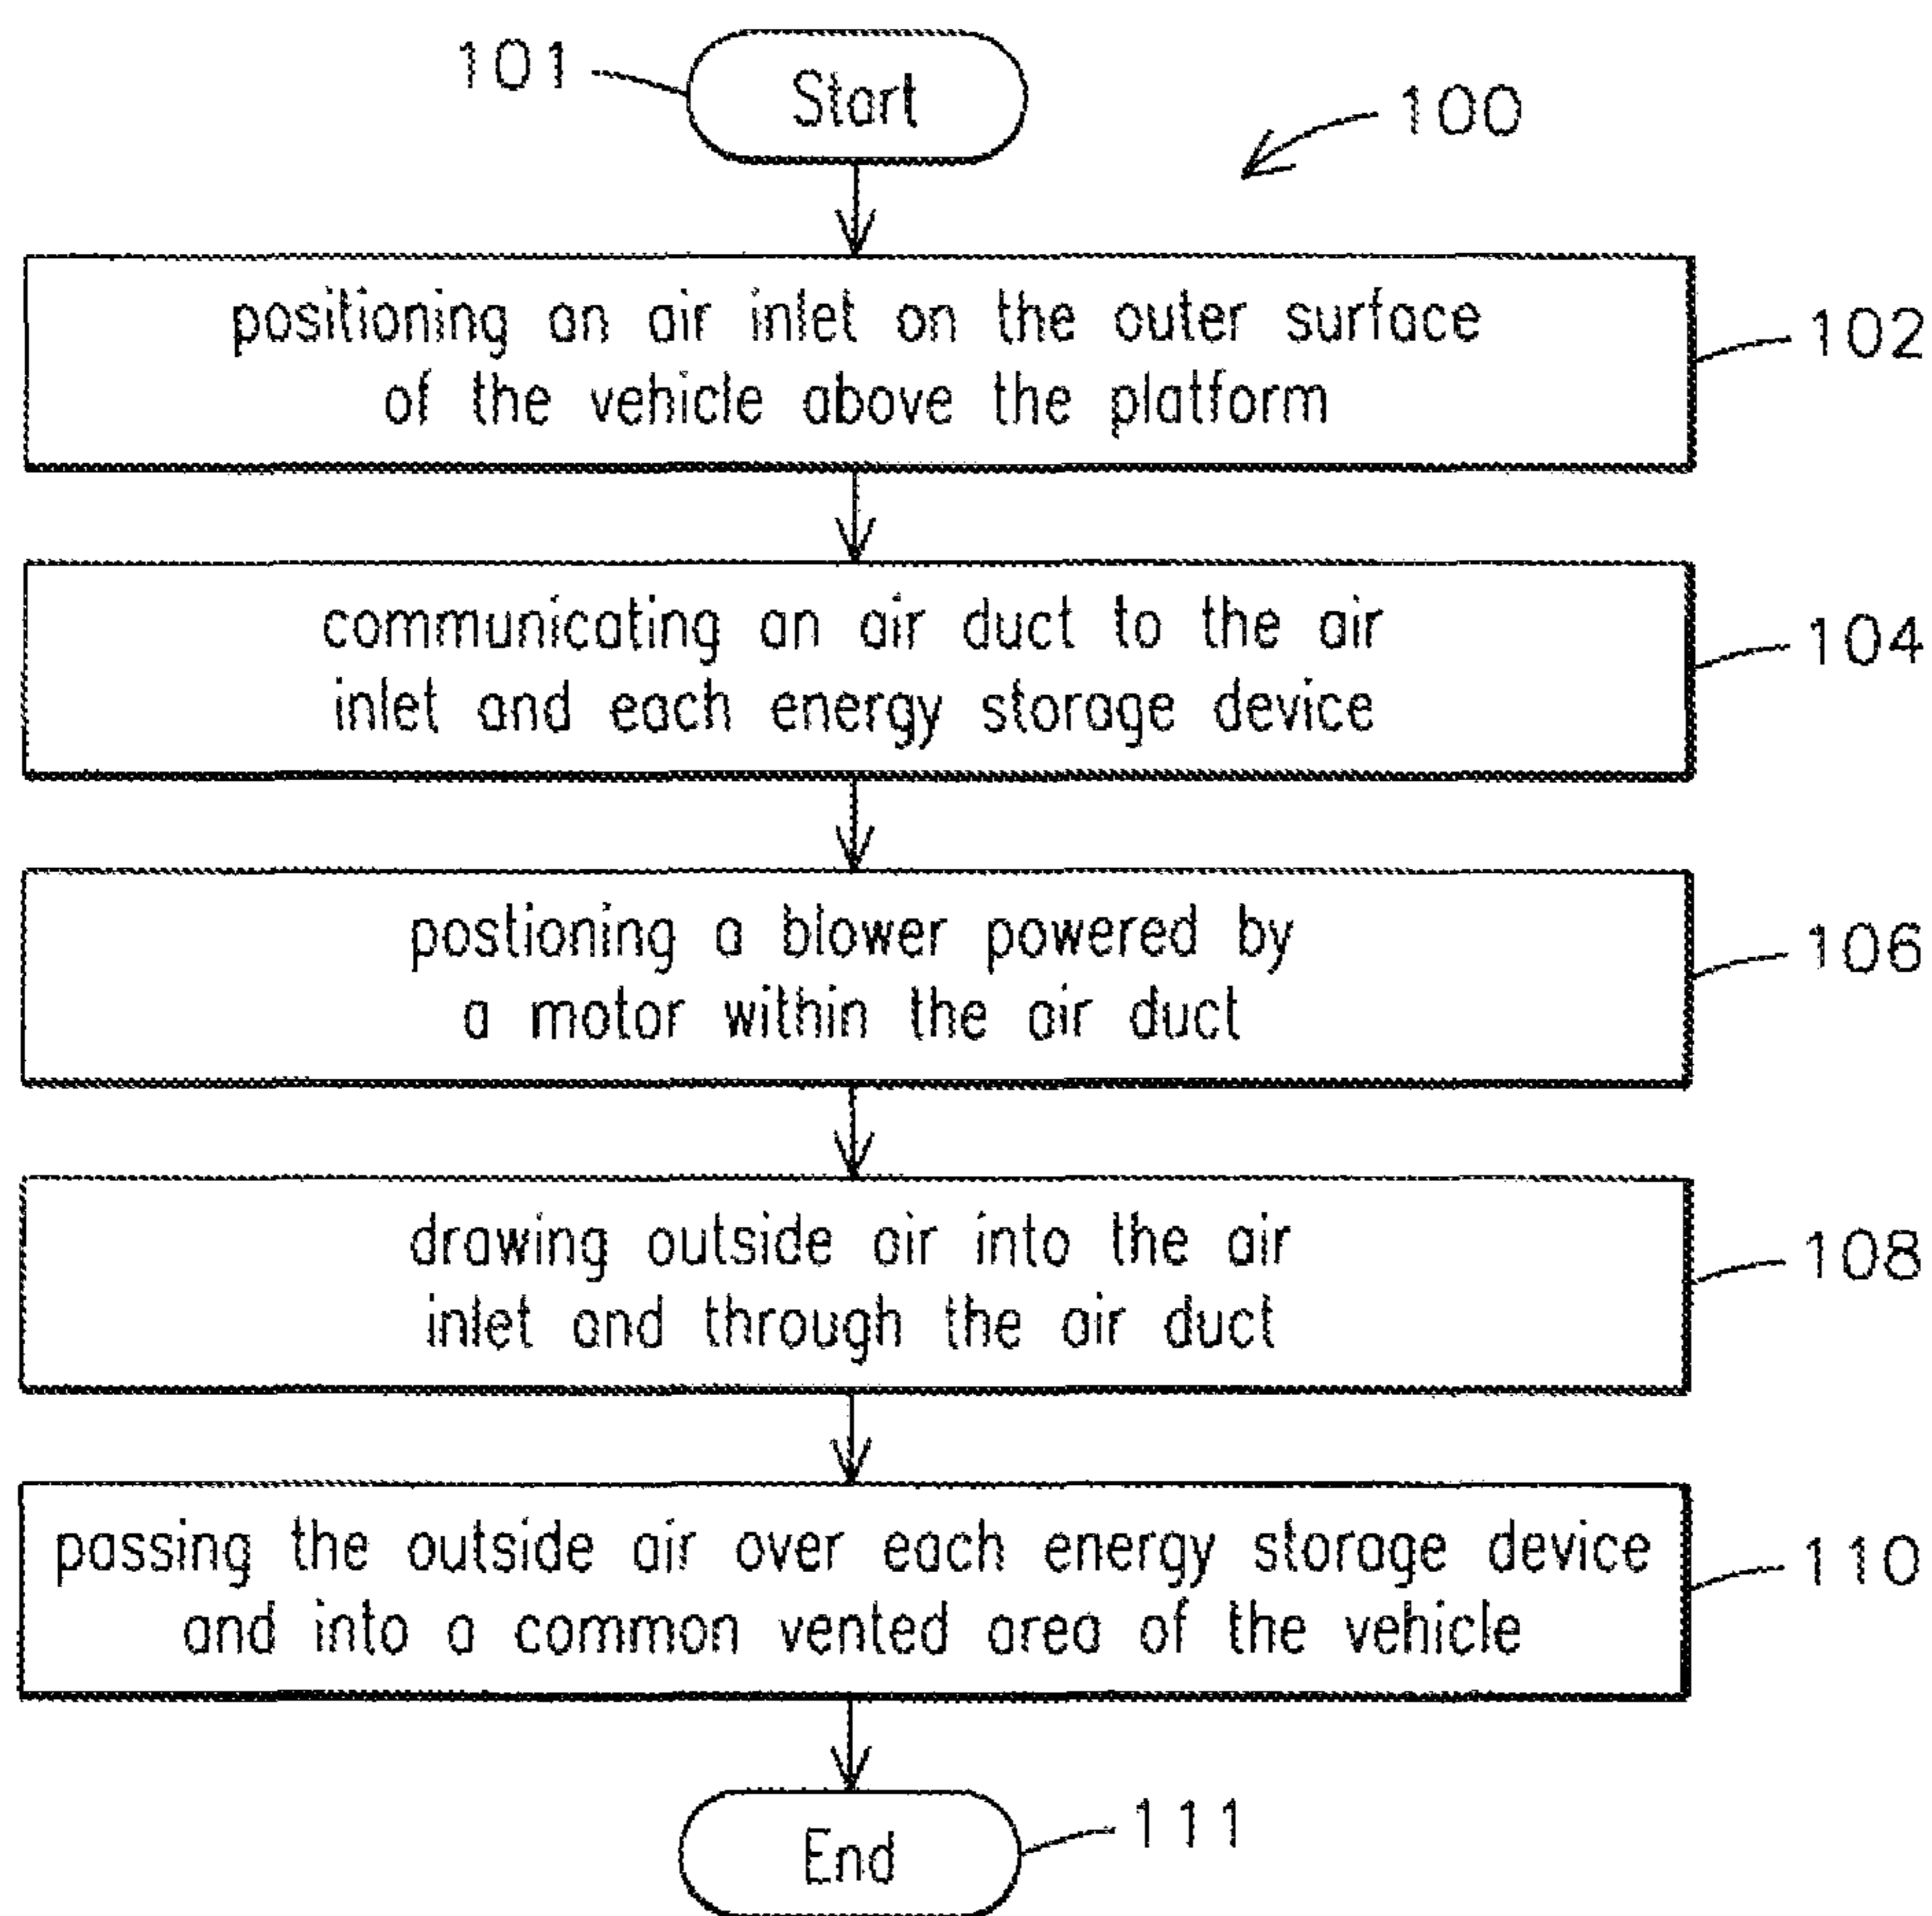 101
Start
100
positioning an air inlet on the outer surface
of the vehicle above the platform
102
communicating an air duct to the air
inlet and each energy storage device
104
postioning a blower powered by
a motor within the air duct
106
drawing outside air into the air
inlet and through the air duct
108
passing the outside air over each energy storage device
and into a common vented area of the vehicle
110
End
111